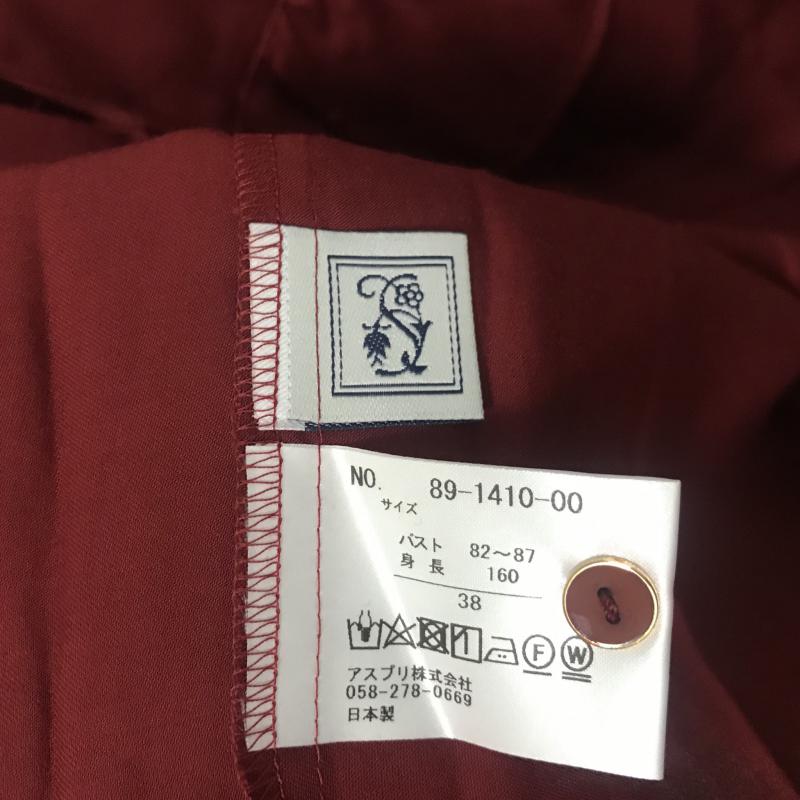 NO. 89-1410-00
サイズ
バスト 82～87
身長 160
38
F W
アスプリ株式会社
058-278-0669
日本製